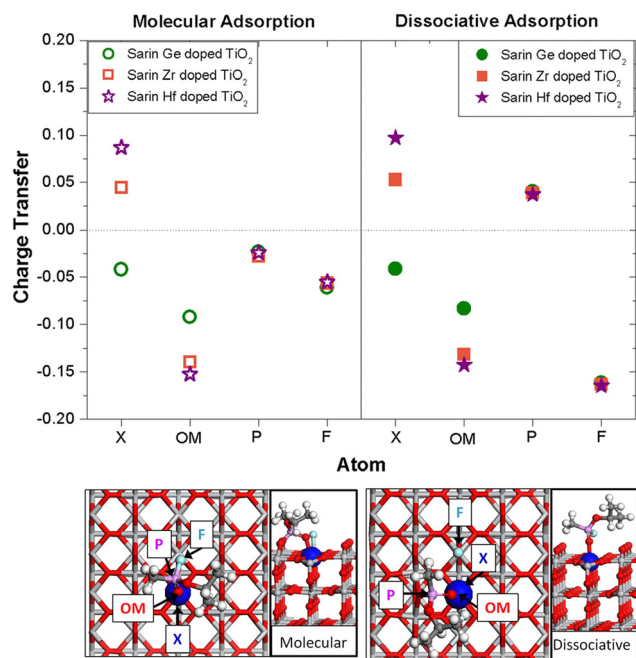 Molecular Adsorption
Dissociative Adsorption
Sarin Ge doped TiO2
Sarin Zr doped TiO2
Sarin Hf doped TiO2
Sarin Ge doped TiO2
Sarin Zr doped TiO2
Sarin Hf doped TiO2
Charge Transfer
0.20
0.15
0.10
0.05
0.00
-0.05
-0.10
-0.15
-0.20
X OM P F X OM P F
Atom
P F
OM
X
Molecular
F
X
P
OM
Dissociative